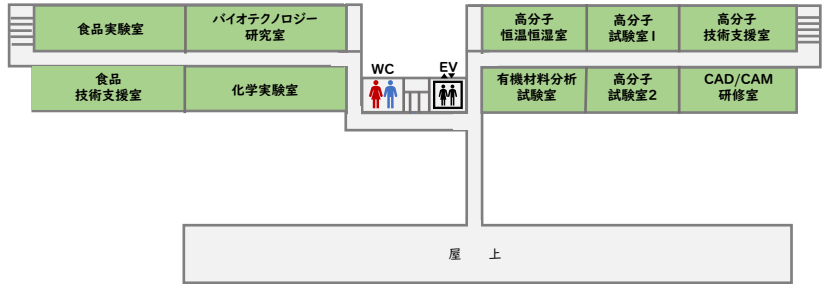 食品実験室
バイオテクノロジー
研究室
高分子
恒温恒湿室
高分子
試験室1
高分子
技術支援室
WC
EV
食品
技術支援室
化学実験室
有機材料分析
試験室
高分子
試験室2
CAD/CAM
研修室
屋 上